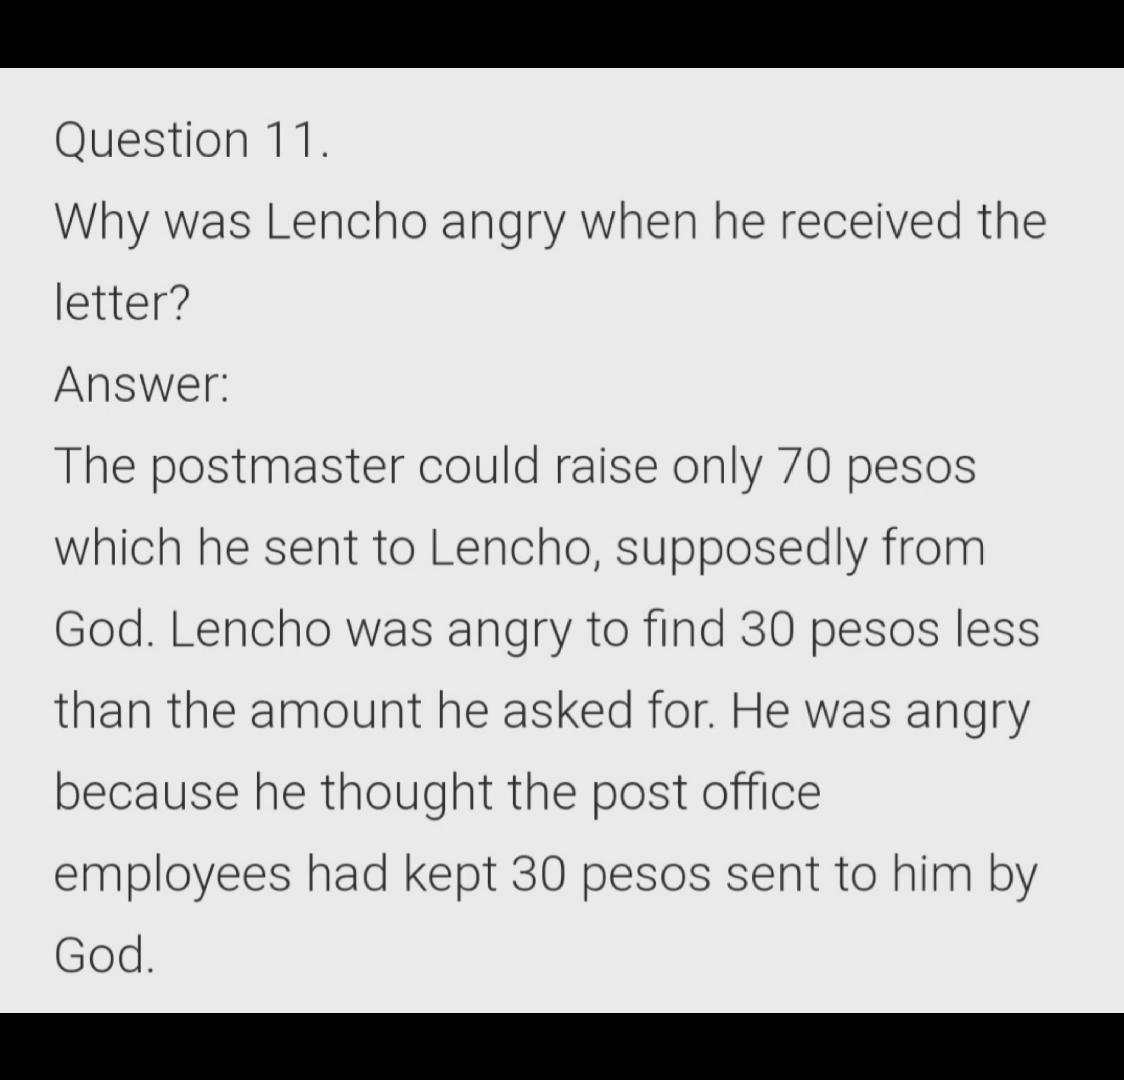 Question 11.
Why was Lencho angry when he received the
letter?
Answer:
The postmaster could raise only 70 pesos
which he sent to Lencho, supposedly from
God. Lencho was angry to find 30 pesos less
than the amount he asked for. He was angry
because he thought the post office
employees had kept 30 pesos sent to him by
God.